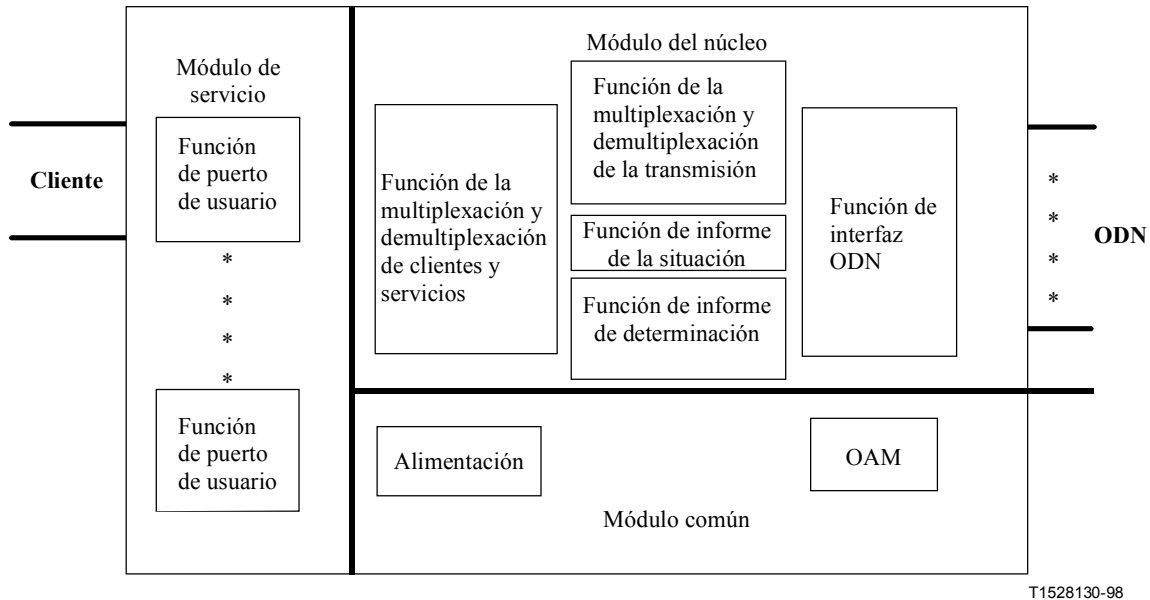 Módulo de
servicio
Función
de puerto
de usuario
*
*
*
*
Función
de puerto
de usuario
Cliente
Módulo del núcleo
Función de la
multiplexación y
demultiplexación
de clientes y
servicios
Función de la
multiplexación y
demultiplexación
de la transmisión
Función de informe
de la situación
Función de informe
de determinación
Función de
interfaz
ODN
*
*
*
*
ODN
Alimentación
OAM
Módulo común
T1528130-98